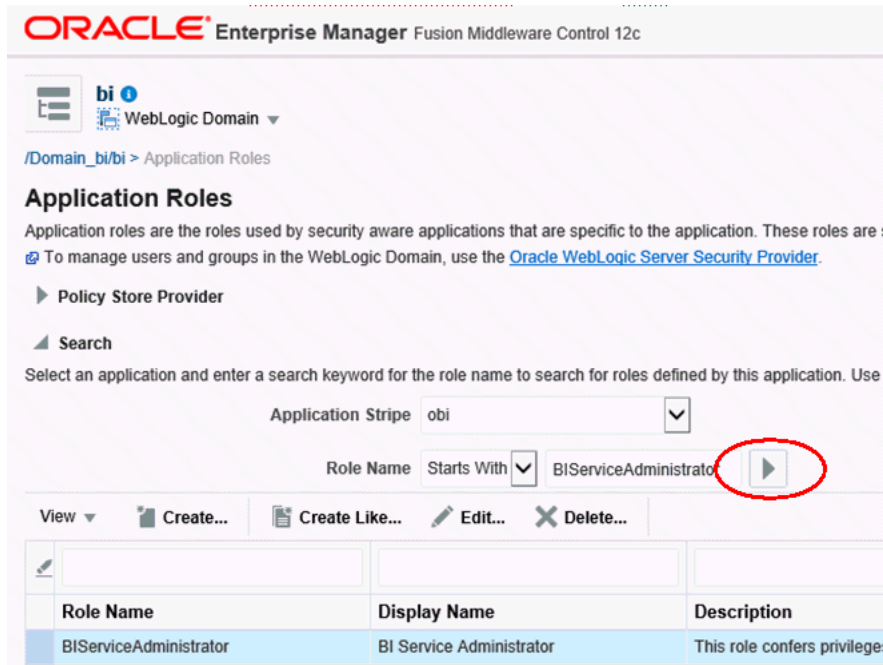 ORACLE® Enterprise Manager Fusion Middleware Control 12c
bi
WebLogic Domain
/Domain_bi/bi > Application Roles
Application Roles
Application roles are the roles used by security aware applications that are specific to the application. These roles are
To manage users and groups in the WebLogic Domain, use the Oracle WebLogic Server Security Provider.
Policy Store Provider
Search
Select an application and enter a search keyword for the role name to search for roles defined by this application. Use
Application Stripe obi
Role Name Starts With BIServiceAdministrato
View Create... Create Like... Edit... Delete...
Role Name Display Name Description
BIServiceAdministrator BI Service Administrator This role confers privileges